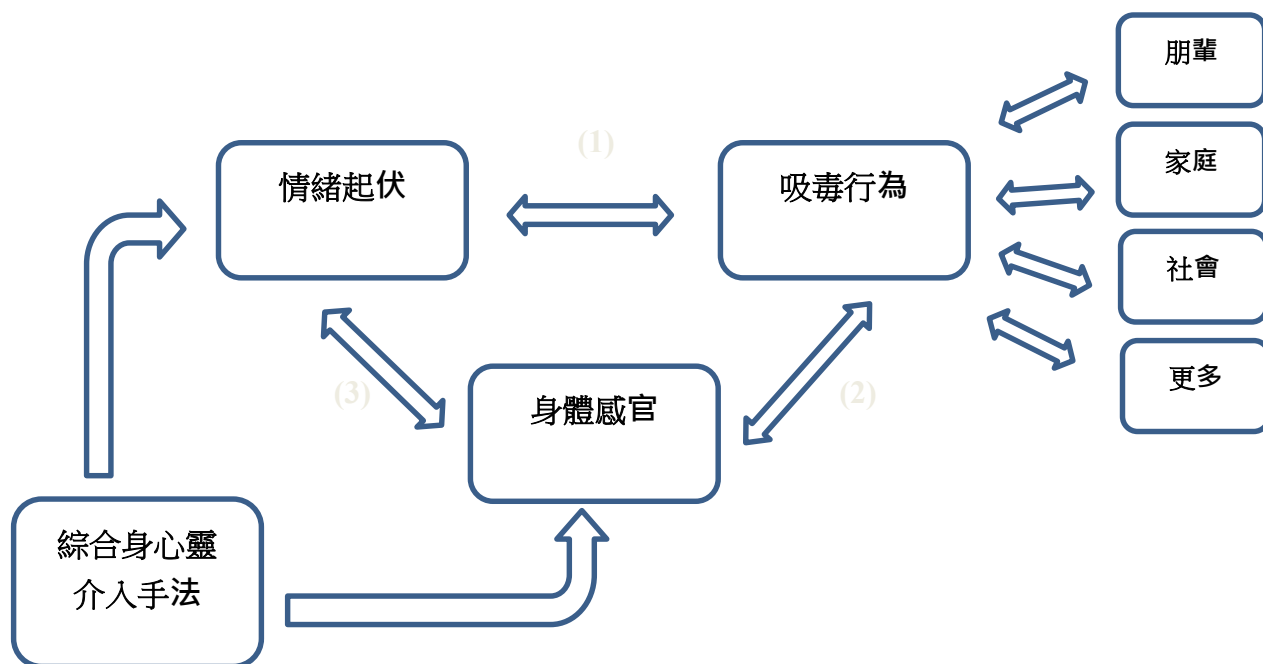 朋輩
(1)
情緒起伏
吸毒行為
家庭
社會
(3)
(2)
更多
身體感官
綜合身心靈
介入手法